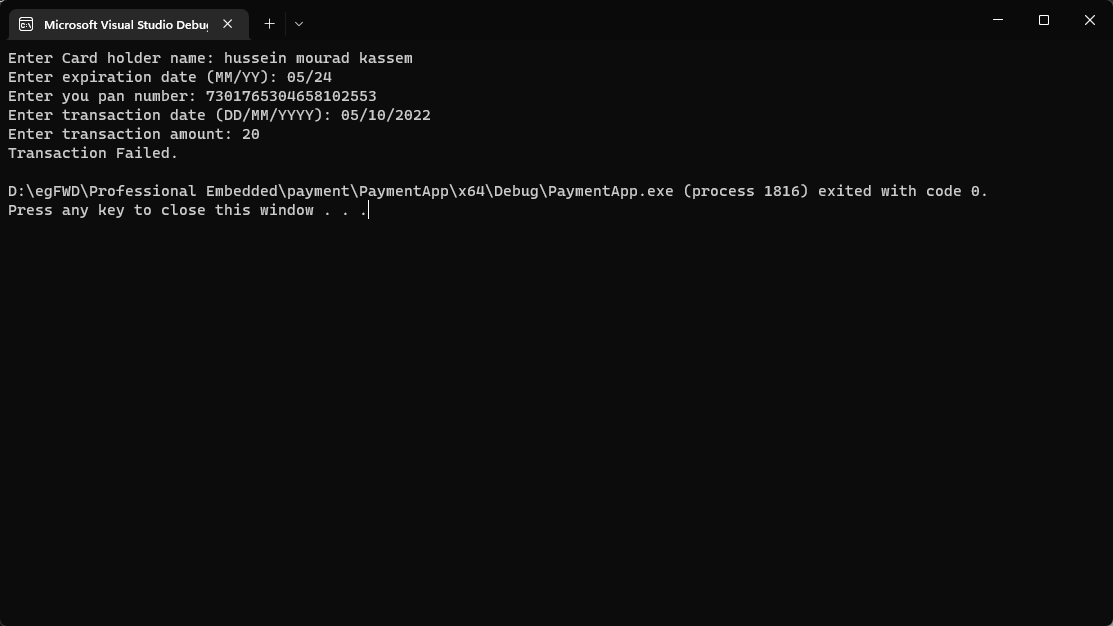 Microsoft Visual Studio Debug
Enter Card holder name: hussein mourad kassem
Enter expiration date (MM/YY): 05/24
Enter you pan number: 7301765304658102553
Enter transaction date (DD/MM/YYYY): 05/10/2022
Enter transaction amount: 20
Transaction Failed.
D:\egFWD\Professional Embedded\payment\PaymentApp\x64\Debug\PaymentApp.exe (process 1816) exited with code 0.
Press any key to close this window . . .